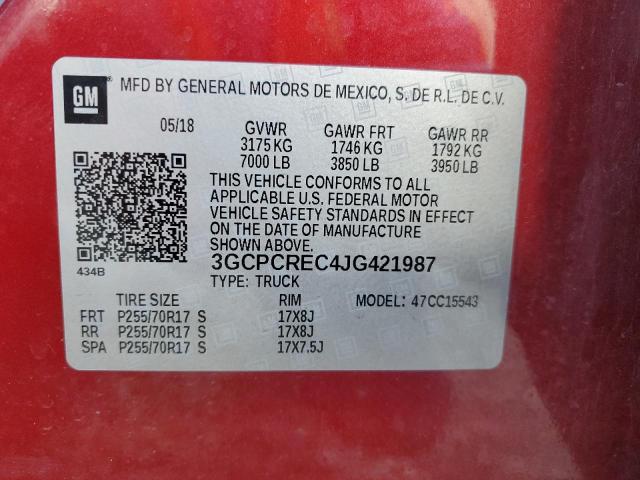 GM
MFD BY GENERAL MOTORS DE MEXICO, S. DE R.L. DE C.V.
05/18 GVWR GAWR FRT GAWR RR
3175 KG 1746 KG 1792 KG
7000 LB 3850 LB 3950 LB
THIS VEHICLE CONFORMS TO ALL
APPLICABLE U.S. FEDERAL MOTOR
VEHICLE SAFETY STANDARDS IN EFFECT
ON THE DATE OF MANUFACTURE
SHOWN ABOVE.
434B
3GCPCREC4JG421987
TYPE: TRUCK
TIRE SIZE RIM MODEL: 47CC15543
FRT P255/70R17 S 17X8J
RR P255/70R17 S 17X8J
SPA P255/70R17 S 17X7.5J